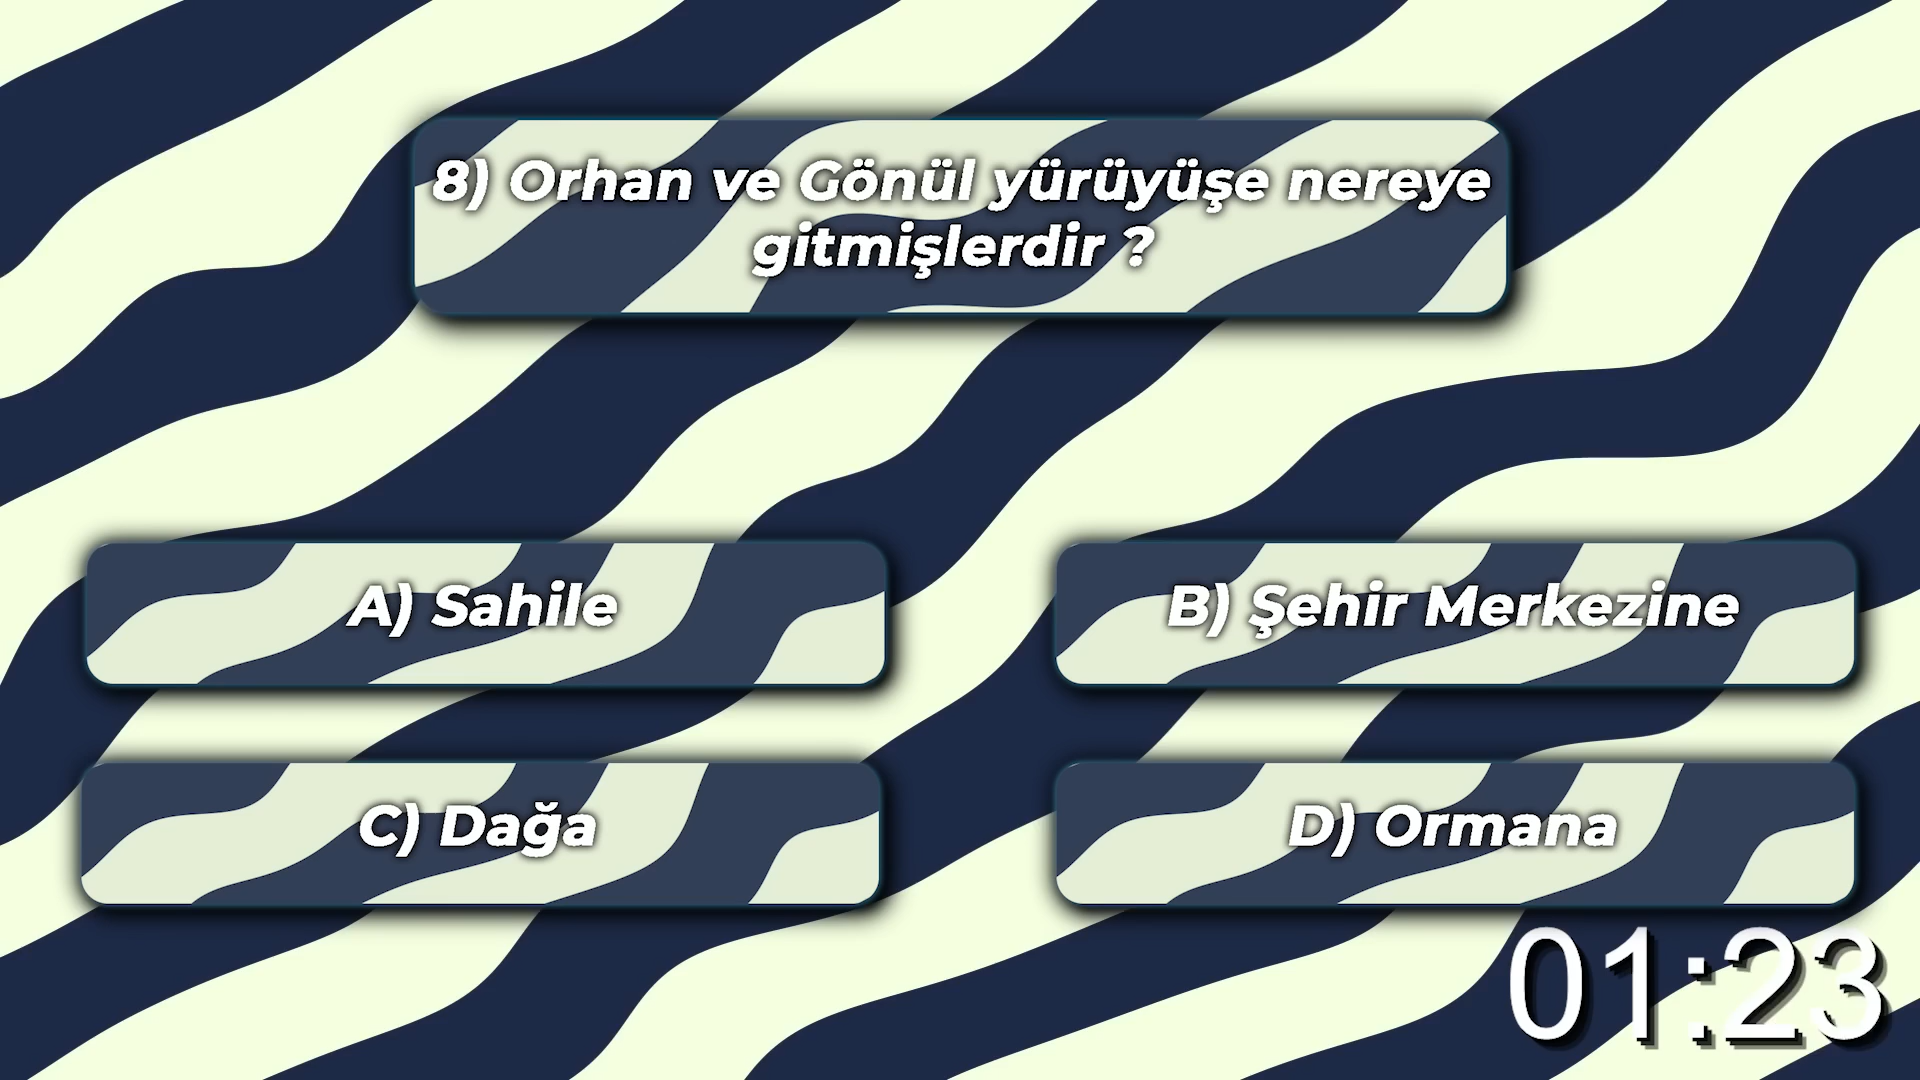 8) Orhan ve Gönül yürüyüşe nereye
gitmişlerdir ?
A) Sahile
B) Şehir Merkezine
C) Dağa
D) Ormana
01:23